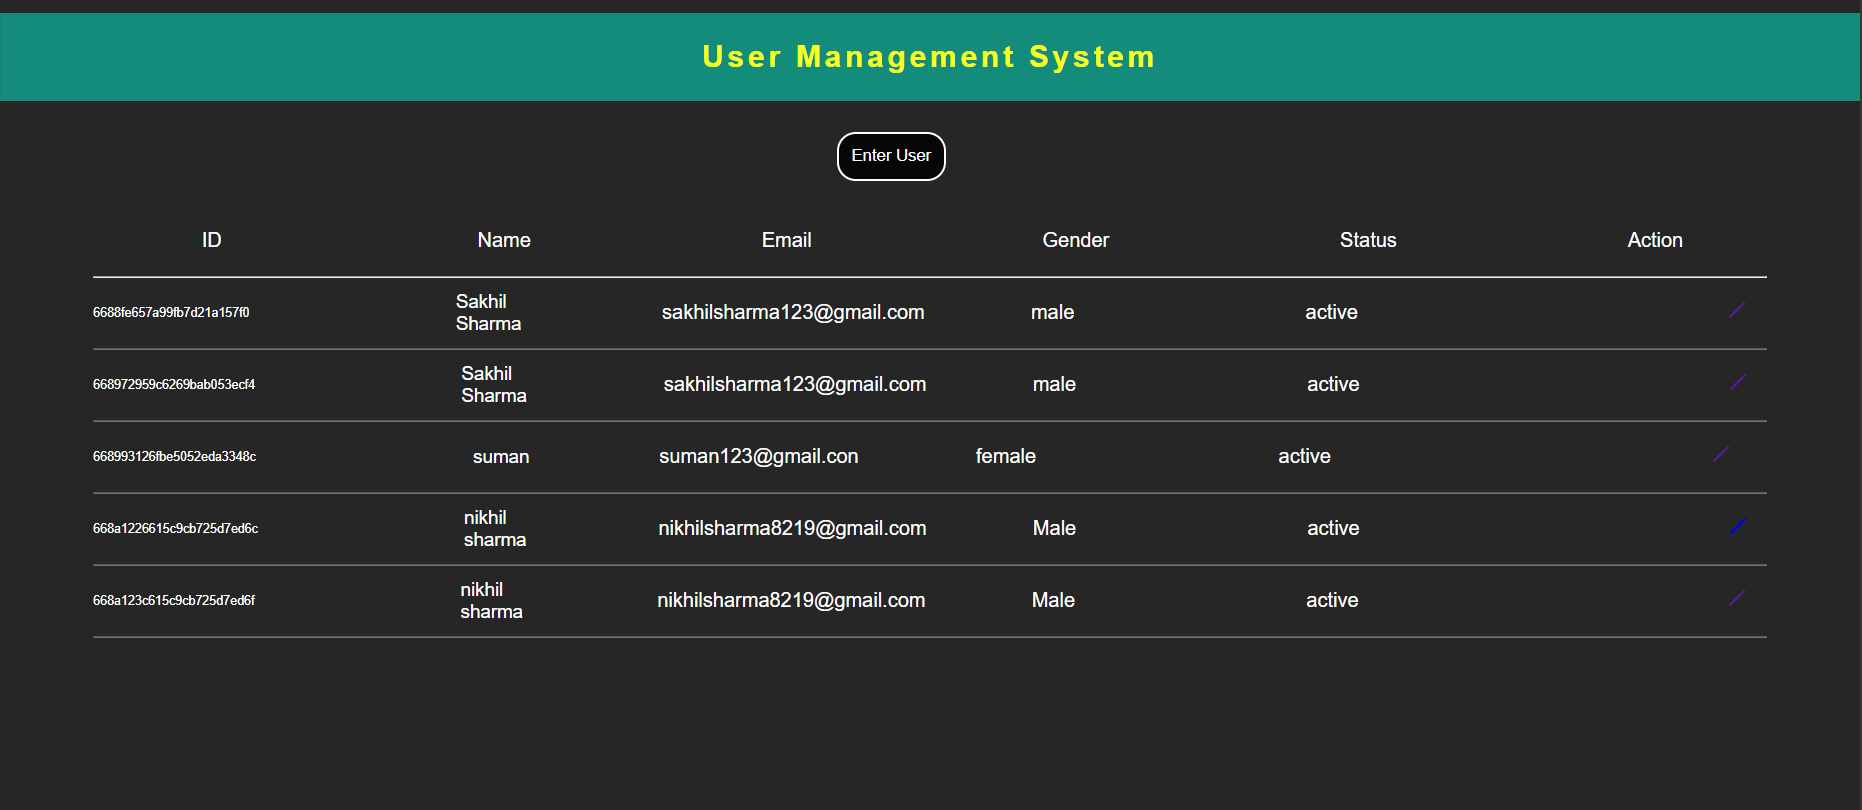 User Management System
Enter User
ID Name Email Gender Status Action
6688fe657a99fb7d21a157f0 Sakhil Sharma sakhilsharma123@gmail.com male active
668972959c6269bab053ecf4 Sakhil Sharma sakhilsharma123@gmail.com male active
668993126fbe5052eda3348c suman suman123@gmail.con female active
668a1226615c9cb725d7ed6c nikhil sharma nikhilsharma8219@gmail.com Male active
668a123c615c9cb725d7ed6f nikhil sharma nikhilsharma8219@gmail.com Male active